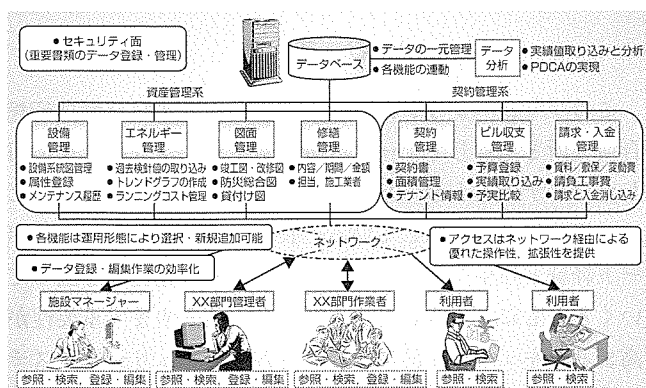 ● セキュリティ面
(重要書類のデータ登録・管理)
データベース
● データの一元管理
● 各機能の連動
データ
分析
● 実績値取り込みと分析
● PDCAの実現
資産管理系
契約管理系
設備
管理
● 設備系統図管理
● 属性登録
● メンテナンス履歴
エネルギー
管理
● 過去検針値の取り込み
● トレンドグラフの作成
● ランニングコスト管理
図面
管理
● 竣工図・改修図
● 防災総合図
● 貸付け図
修繕
管理
● 内容/期間/金額
● 担当,施工業者
契約
管理
● 契約書
● 面積管理
● テナント情報
ビル収支
管理
● 予算登録
● 実績取り込み
● 予実比較
請求・入金
管理
● 賃料/敷保/変動費
● 請負工事費
● 請求と入金消し込み
● 各機能は運用形態により選択・新規追加可能
ネットワーク
● アクセスはネットワーク経由による
優れた操作性,拡張性を提供
● データ登録・編集作業の効率化
施設マネージャー
XX部門管理者
XX部門作業者
利用者
利用者
参照・検索,登録・編集
参照・検索,登録・編集
参照・検索,登録・編集
参照・検索
参照・検索